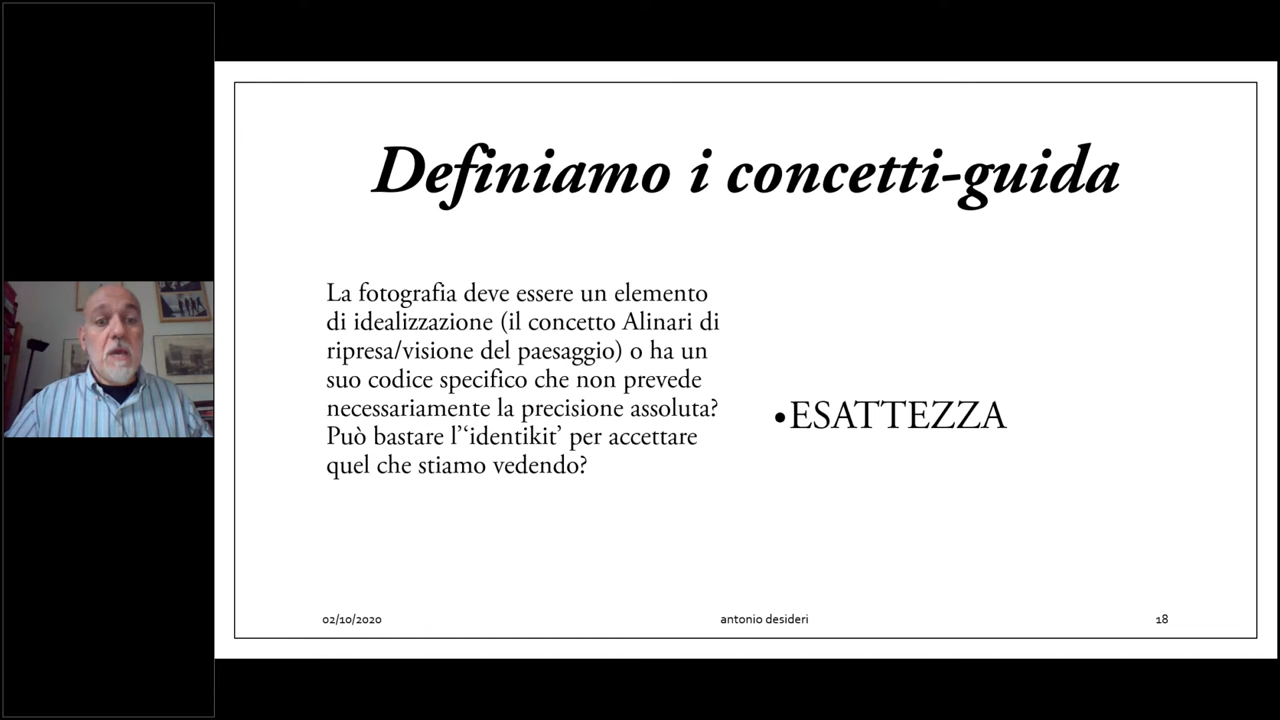 Definiamo i concetti-guida
La fotografia deve essere un elemento
di idealizzazione (il concetto Alinari di
ripresa/visione del paesaggio) o ha un
suo codice specifico che non prevede
necessariamente la precisione assoluta?
Può bastare l’‘identikit’ per accettare
quel che stiamo vedendo?
•ESATTEZZA
02/10/2020
antonio desideri
18